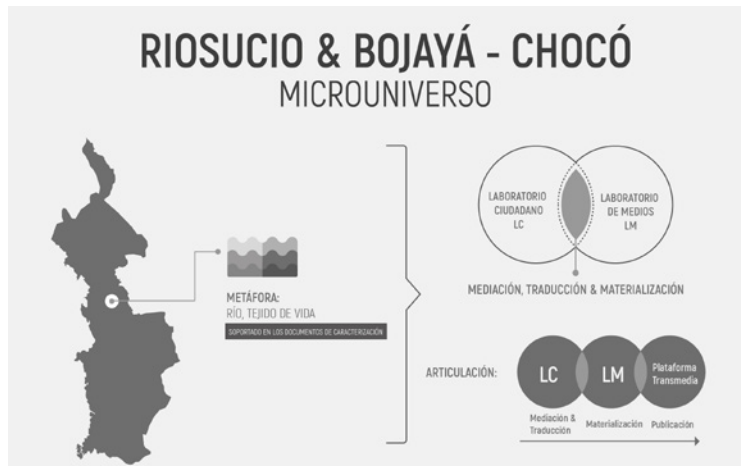 RIOSUCIO & BOJAYÁ - CHOCÓ
MICROUNIVERSO
METÁFORA:
RÍO, TEJIDO DE VIDA
SOPORTADO EN LOS DOCUMENTOS DE CARACTERIZACIÓN
LABORATORIO
CIUDADANO
LC
LABORATORIO
DE MEDIOS
LM
MEDIACIÓN, TRADUCCIÓN & MATERIALIZACIÓN
ARTICULACIÓN:
LC
LM
Plataforma
Transmedia
Mediación &
Traducción
Materialización
Publicación